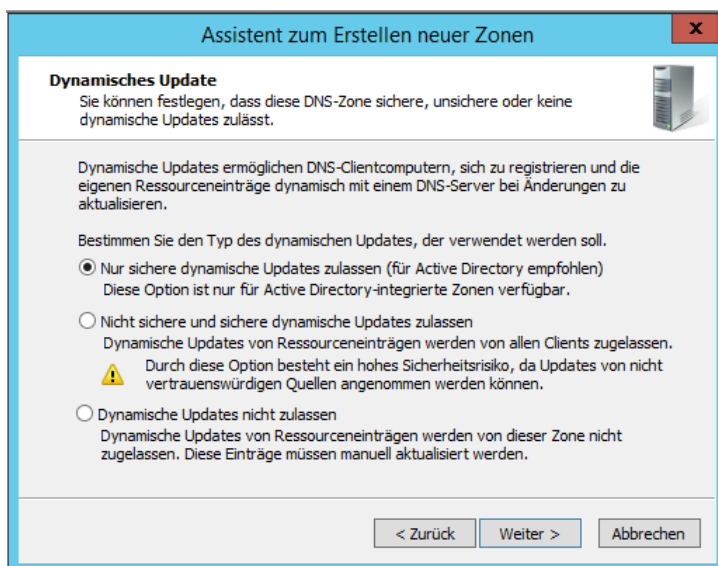 Assistent zum Erstellen neuer Zonen
x
Dynamisches Update
Sie können festlegen, dass diese DNS-Zone sichere, unsichere oder keine
dynamische Updates zulässt.
Dynamische Updates ermöglichen DNS-Clientcomputern, sich zu registrieren und die
eigenen Ressourceneinträge dynamisch mit einem DNS-Server bei Änderungen zu
aktualisieren.
Bestimmen Sie den Typ des dynamischen Updates, der verwendet werden soll.
Nur sichere dynamische Updates zulassen (für Active Directory empfohlen)
Diese Option ist nur für Active Directory-integrierte Zonen verfügbar.
Nicht sichere und sichere dynamische Updates zulassen
Dynamische Updates von Ressourceneinträgen werden von allen Clients zugelassen.
Durch diese Option besteht ein hohes Sicherheitsrisiko, da Updates von nicht
vertrauenswürdigen Quellen angenommen werden können.
Dynamische Updates nicht zulassen
Dynamische Updates von Ressourceneinträgen werden von dieser Zone nicht
zugelassen. Diese Einträge müssen manuell aktualisiert werden.
< Zurück
Weiter >
Abbrechen